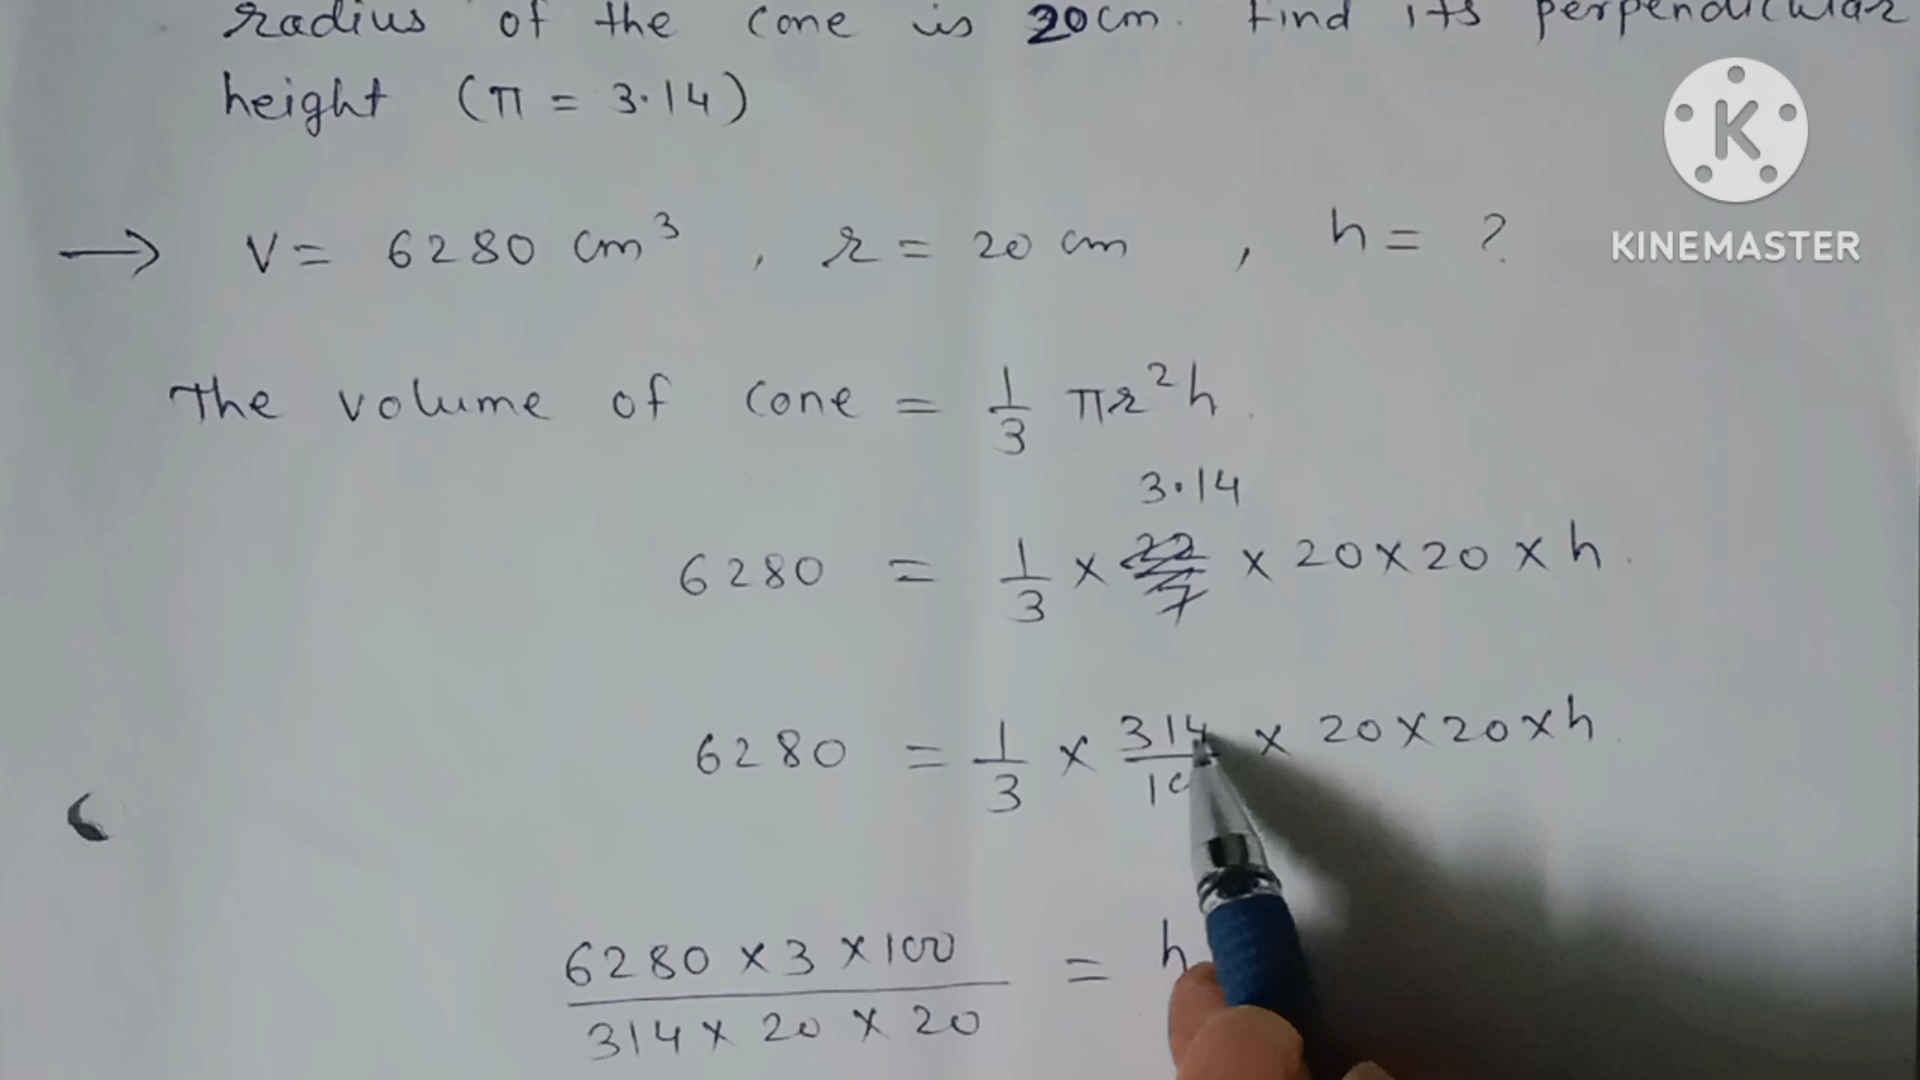 radius of the cone is 20cm. Find its perpendicular
height (π = 3.14)
KINEMASTER
→ V = 6280 cm³ , r = 20 cm , h = ?
The volume of cone = 1/3 πr²h.
3.14
6280 = 1/3 × 22/7 × 20×20 × h.
6280 = 1/3 × 314/10 × 20×20×h.
6280 × 3 × 100 / 314 × 20 × 20 = h